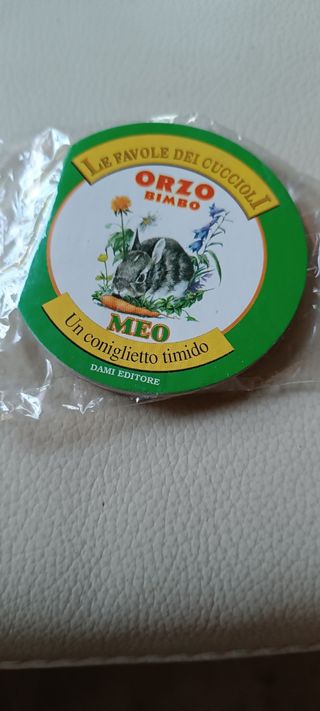 LE FAVOLE DEI CUCCIOLI
ORZO
BIMBO
MEO
Un coniglietto timido
DAMI EDITORE